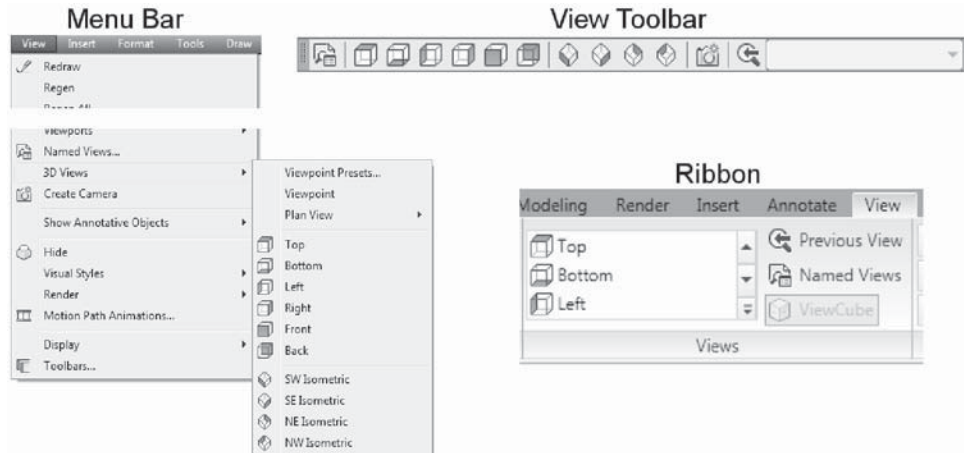 Menu Bar
View Insert Format Tools Draw
Redraw
Regen
Regen All
Viewports
Named Views...
3D Views
Create Camera
Show Annotative Objects
Hide
Visual Styles
Render
Motion Path Animations...
Display
Toolbars...
Viewpoint Presets...
Viewpoint
Plan View
Top
Bottom
Left
Right
Front
Back
SW Isometric
SE Isometric
NE Isometric
NW Isometric
View Toolbar
Ribbon
Modeling Render Insert Annotate View
Top
Bottom
Left
Previous View
Named Views
ViewCube
Views